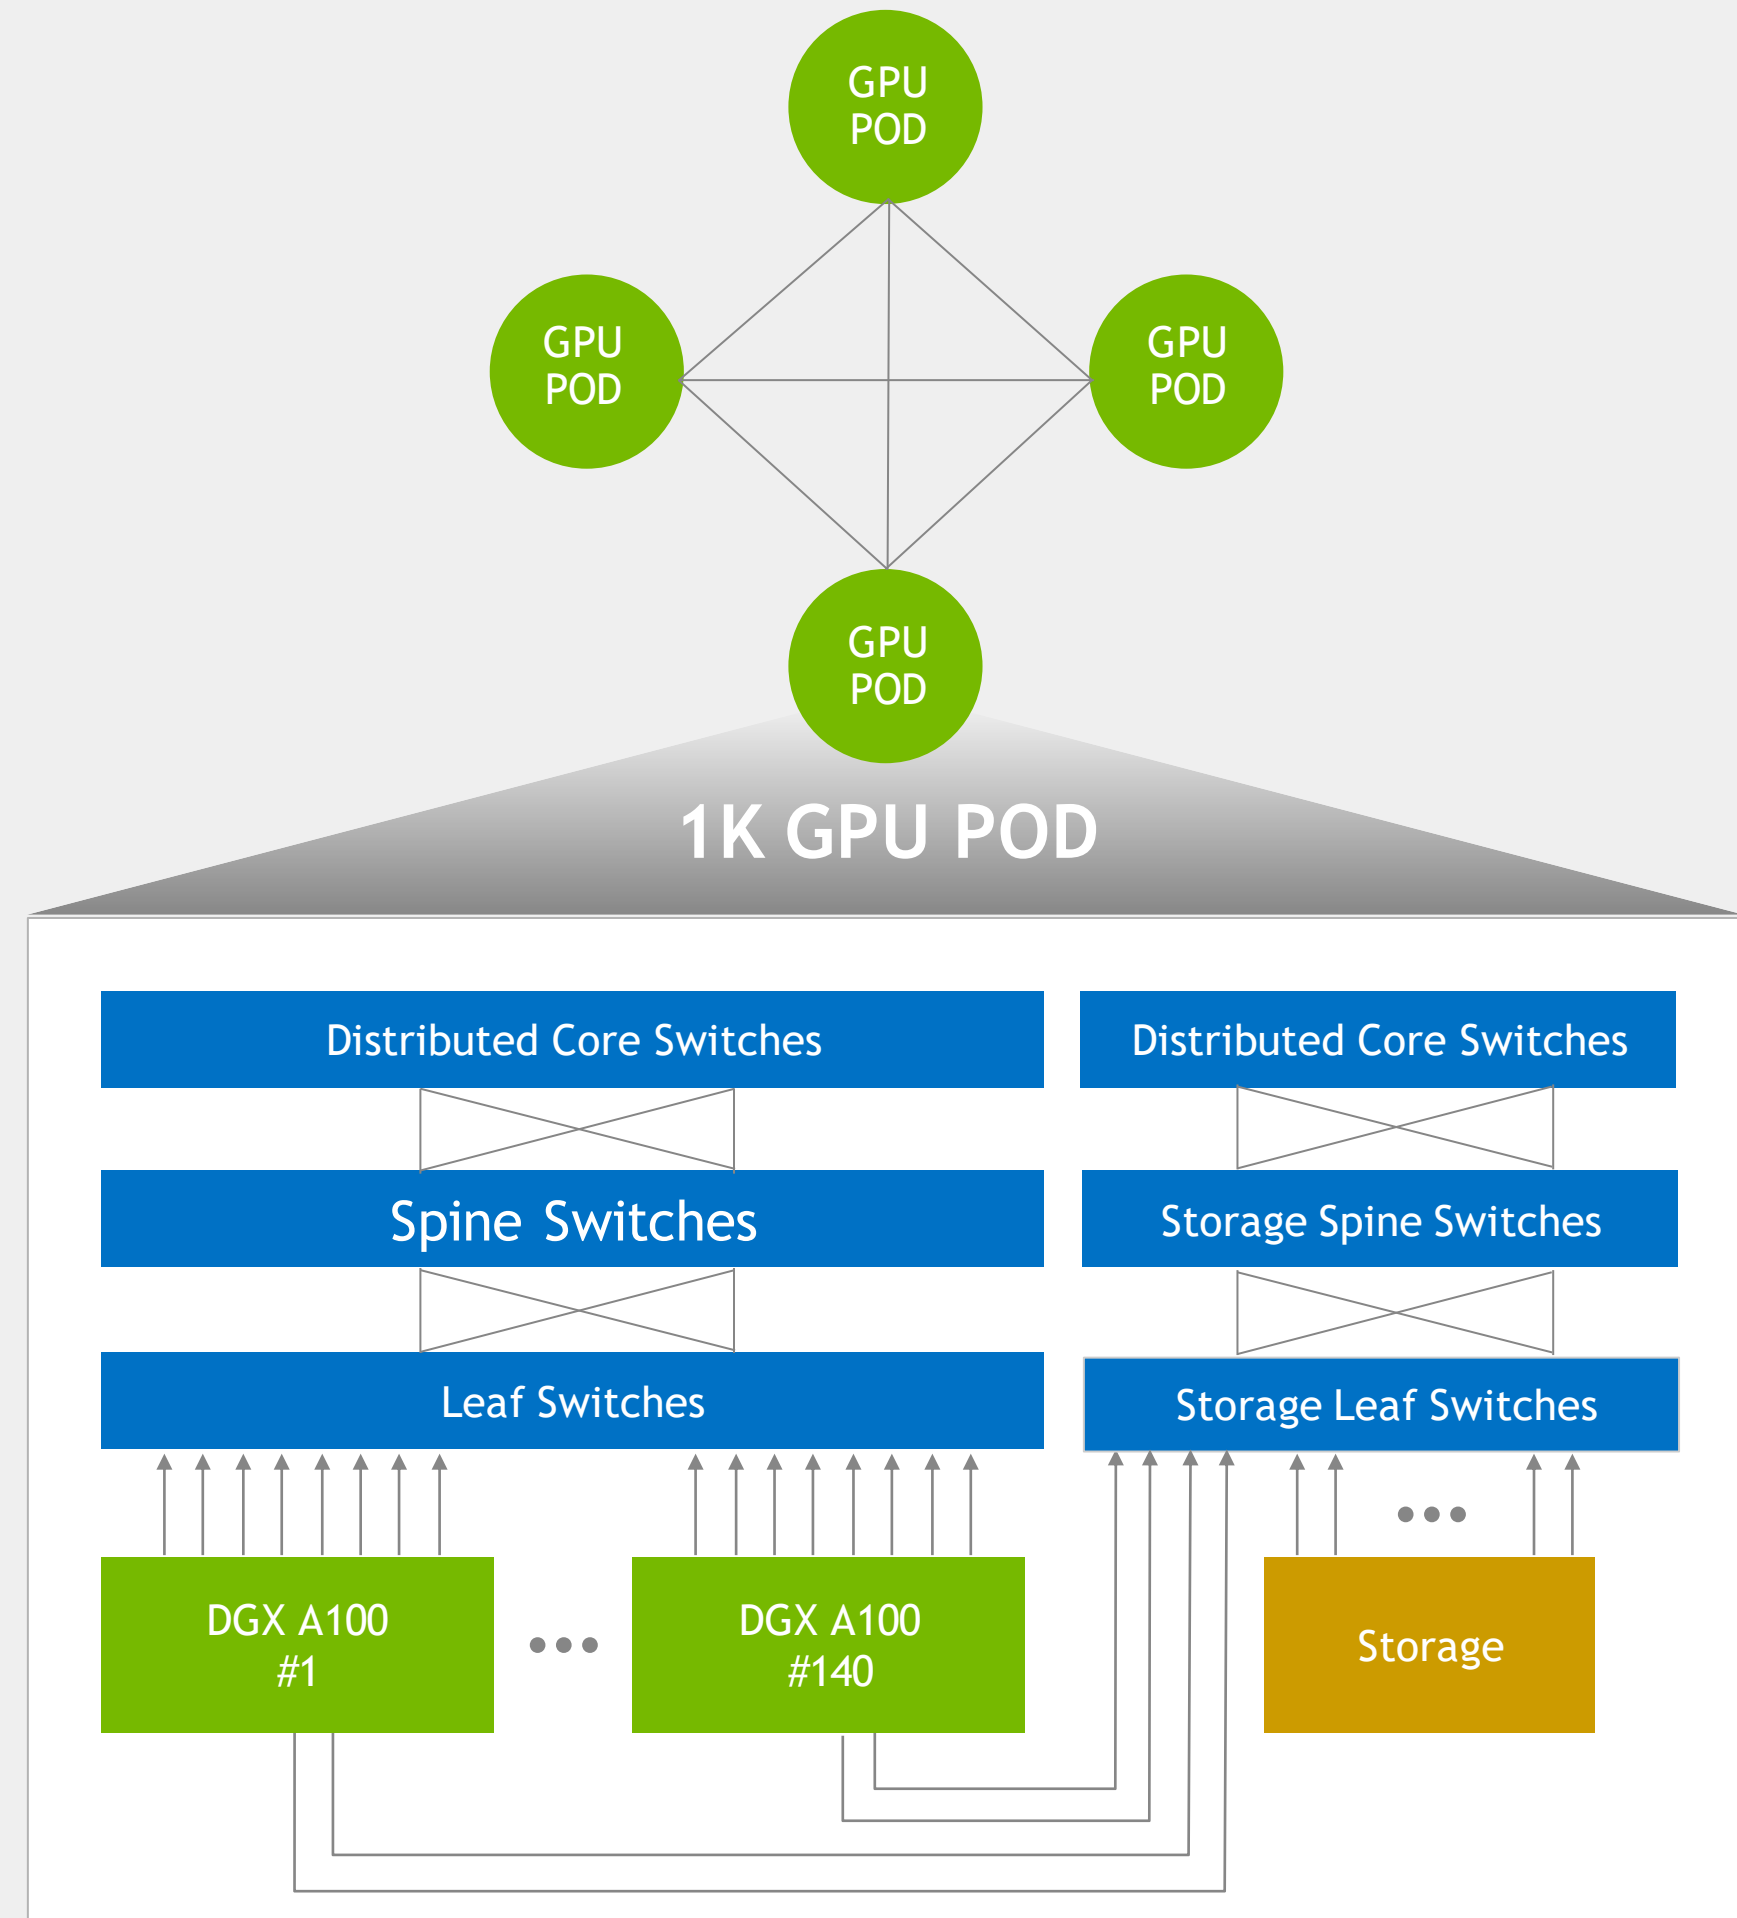 GPU
POD
GPU
POD
GPU
POD
GPU
POD
1K GPU POD
Distributed Core Switches
Distributed Core Switches
Spine Switches
Storage Spine Switches
Leaf Switches
Storage Leaf Switches
DGX A100
#1
DGX A100
#140
Storage